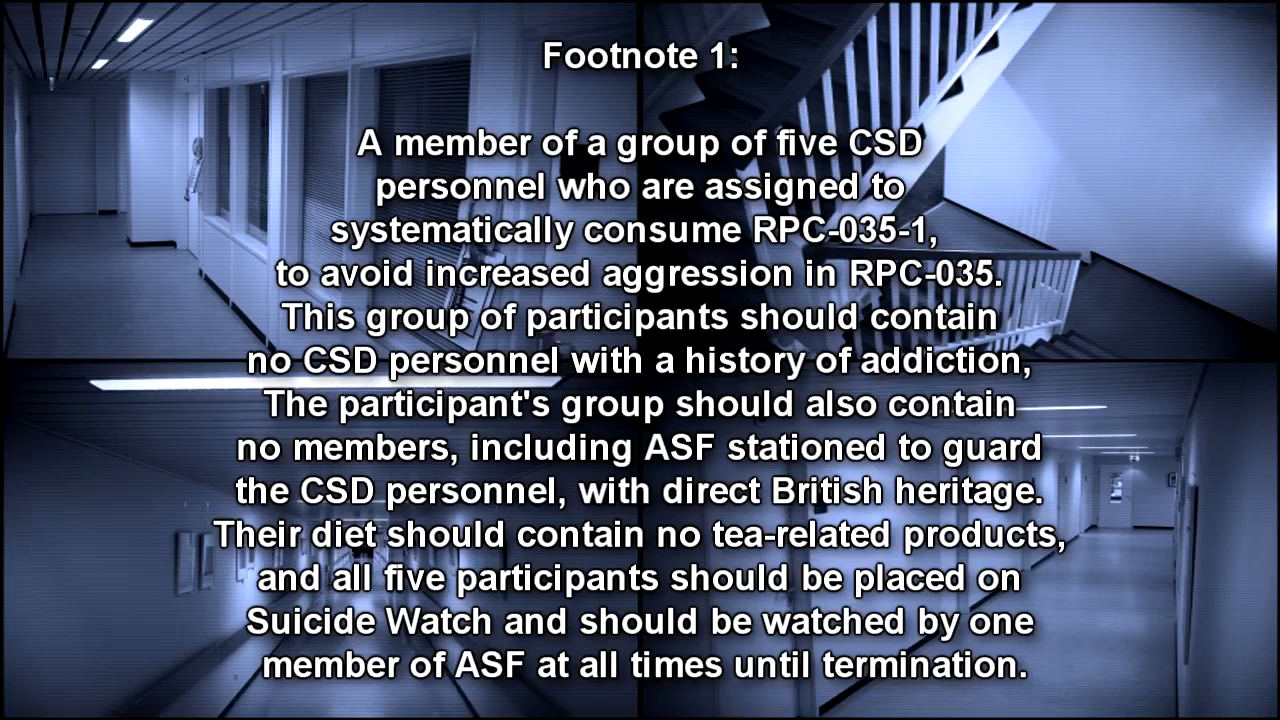 Footnote 1:
A member of a group of five CSD
personnel who are assigned to
systematically consume RPC-035-1,
to avoid increased aggression in RPC-035.
This group of participants should contain
no CSD personnel with a history of addiction,
The participant's group should also contain
no members, including ASF stationed to guard
the CSD personnel, with direct British heritage.
Their diet should contain no tea-related products,
and all five participants should be placed on
Suicide Watch and should be watched by one
member of ASF at all times until termination.